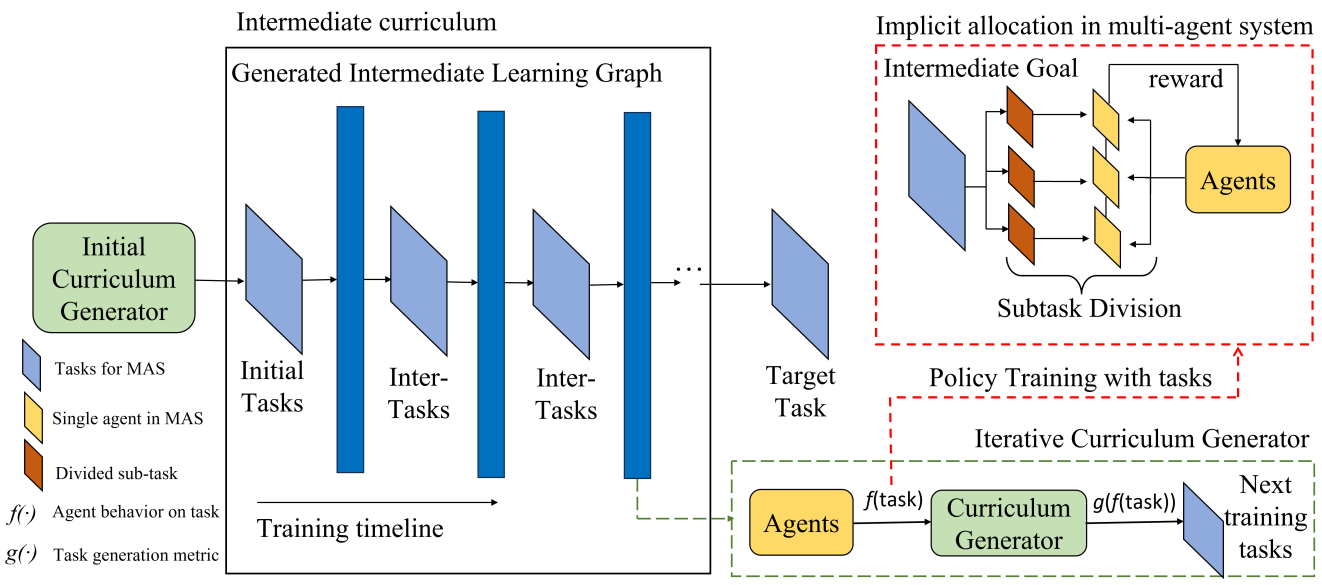 Intermediate curriculum
Generated Intermediate Learning Graph
Initial
Curriculum
Generator
Initial
Tasks
Inter-
Tasks
Inter-
Tasks
...
Target
Task
Training timeline
Tasks for MAS
Single agent in MAS
Divided sub-task
f(·) Agent behavior on task
g(·) Task generation metric
Implicit allocation in multi-agent system
Intermediate Goal
reward
Agents
Subtask Division
Policy Training with tasks
Iterative Curriculum Generator
Agents
f(task)
Curriculum
Generator
g(f(task))
Next
training
tasks